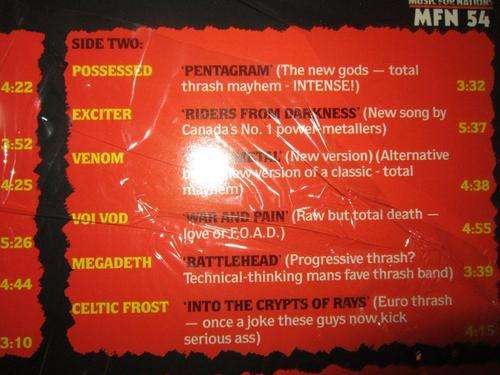 MUSIC FOR NATIONS
MFN 54
SIDE TWO:
POSSESSED 'PENTAGRAM' (The new gods — total
4:22 thrash mayhem - INTENSE!) 3:32
EXCITER 'RIDERS FROM DARKNESS' (New song by
3:52 Canada's No. 1 power metallers) 5:37
VENOM METAL' (New version) (Alternative
4:25 new version of a classic - total 4:38
mayhem)
VOIVOD 'WAR AND PAIN' (Raw but total death —
5:26 love or F.O.A.D.) 4:55
MEGADETH 'RATTLEHEAD' (Progressive thrash?
4:44 Technical-thinking mans fave thrash band) 3:39
CELTIC FROST 'INTO THE CRYPTS OF RAYS' (Euro thrash
3:10 — once a joke these guys now kick 4:15
serious ass)